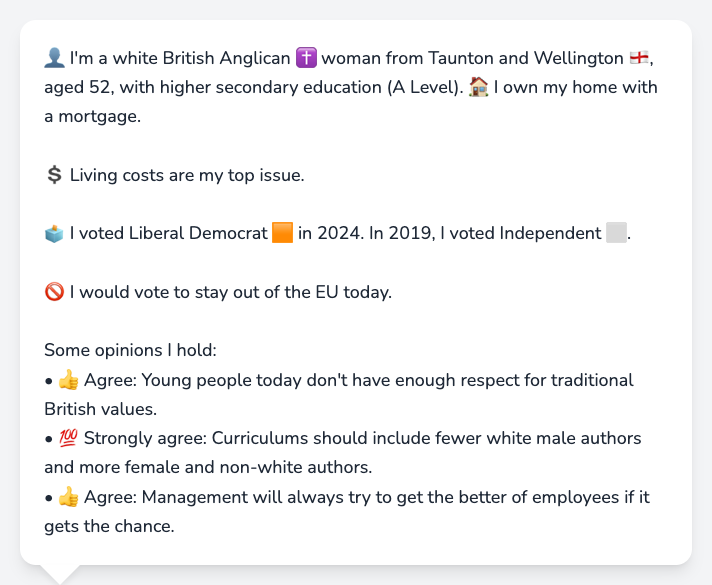 👤 I'm a white British Anglican ✝️ woman from Taunton and Wellington 🏴󠁧󠁢󠁥󠁮󠁧󠁿,
aged 52, with higher secondary education (A Level). 🏠 I own my home with
a mortgage.
💲 Living costs are my top issue.
🗳️ I voted Liberal Democrat 🟧 in 2024. In 2019, I voted Independent ⬜.
🚫 I would vote to stay out of the EU today.
Some opinions I hold:
• 👍 Agree: Young people today don't have enough respect for traditional
British values.
• 💯 Strongly agree: Curriculums should include fewer white male authors
and more female and non-white authors.
• 👍 Agree: Management will always try to get the better of employees if it
gets the chance.